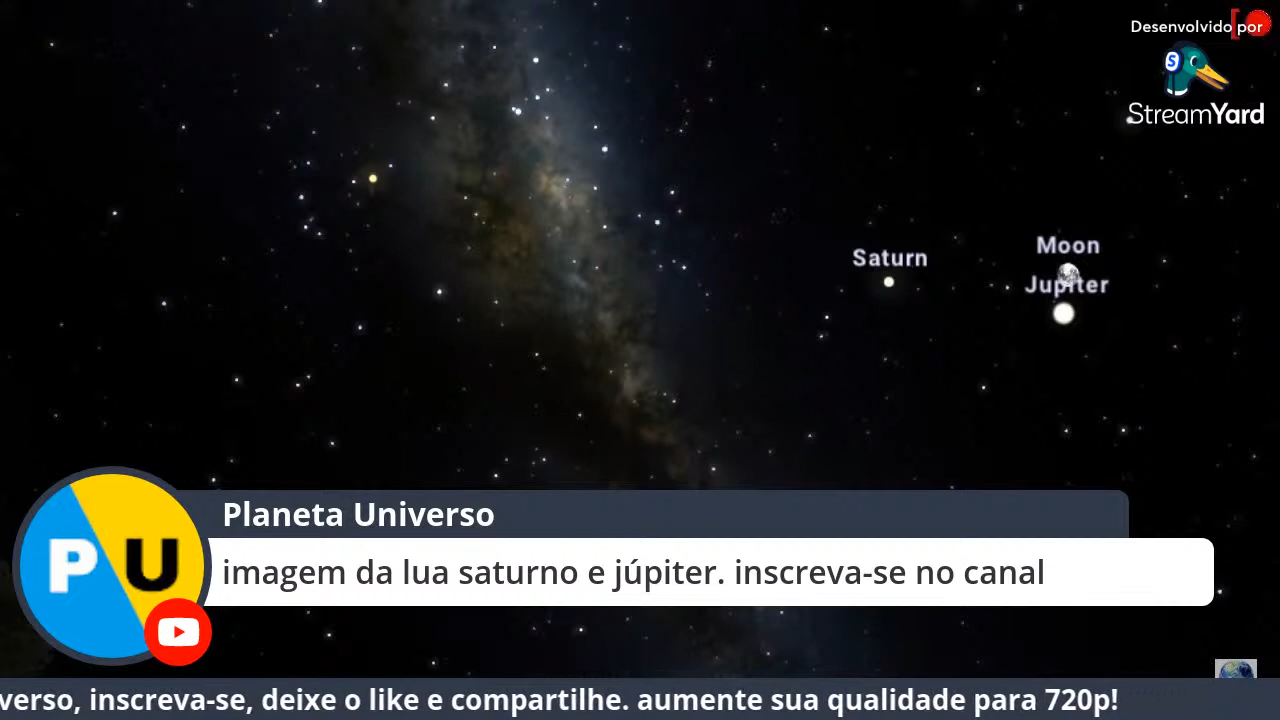 Desenvolvido por
StreamYard
Saturn
Moon
Jupiter
PU
Planeta Universo
imagem da lua saturno e júpiter. inscreva-se no canal
verso, inscreva-se, deixe o like e compartilhe. aumente sua qualidade para 720p!